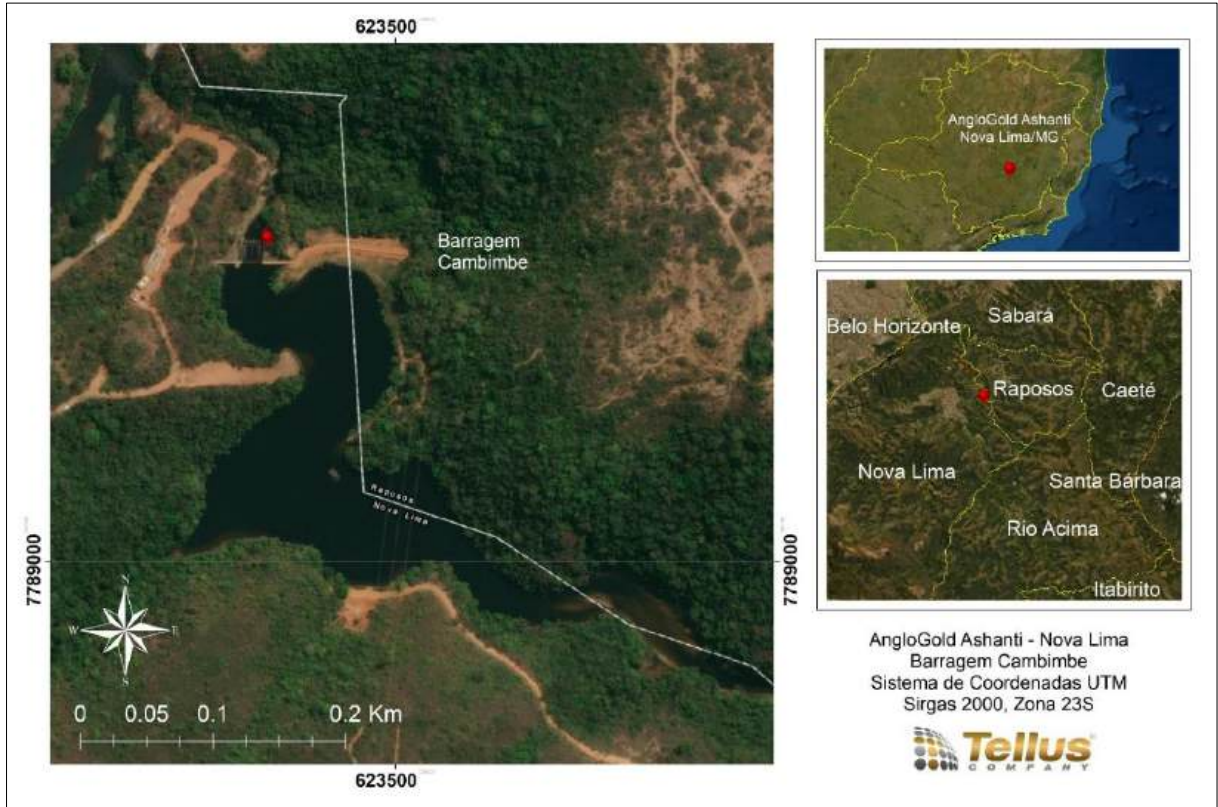 623500
7789000
7789000
Barragem
Cambimbe
Raposos
Nova Lima
S
W
E
S
0 0.05 0.1 0.2 Km
623500
AngloGold Ashanti
Nova Lima/MG
Belo Horizonte
Sabará
Raposos
Caeté
Nova Lima
Santa Bárbara
Rio Acima
Itabirito
AngloGold Ashanti - Nova Lima
Barragem Cambimbe
Sistema de Coordenadas UTM
Sirgas 2000, Zona 23S
Tellus
COMPANY